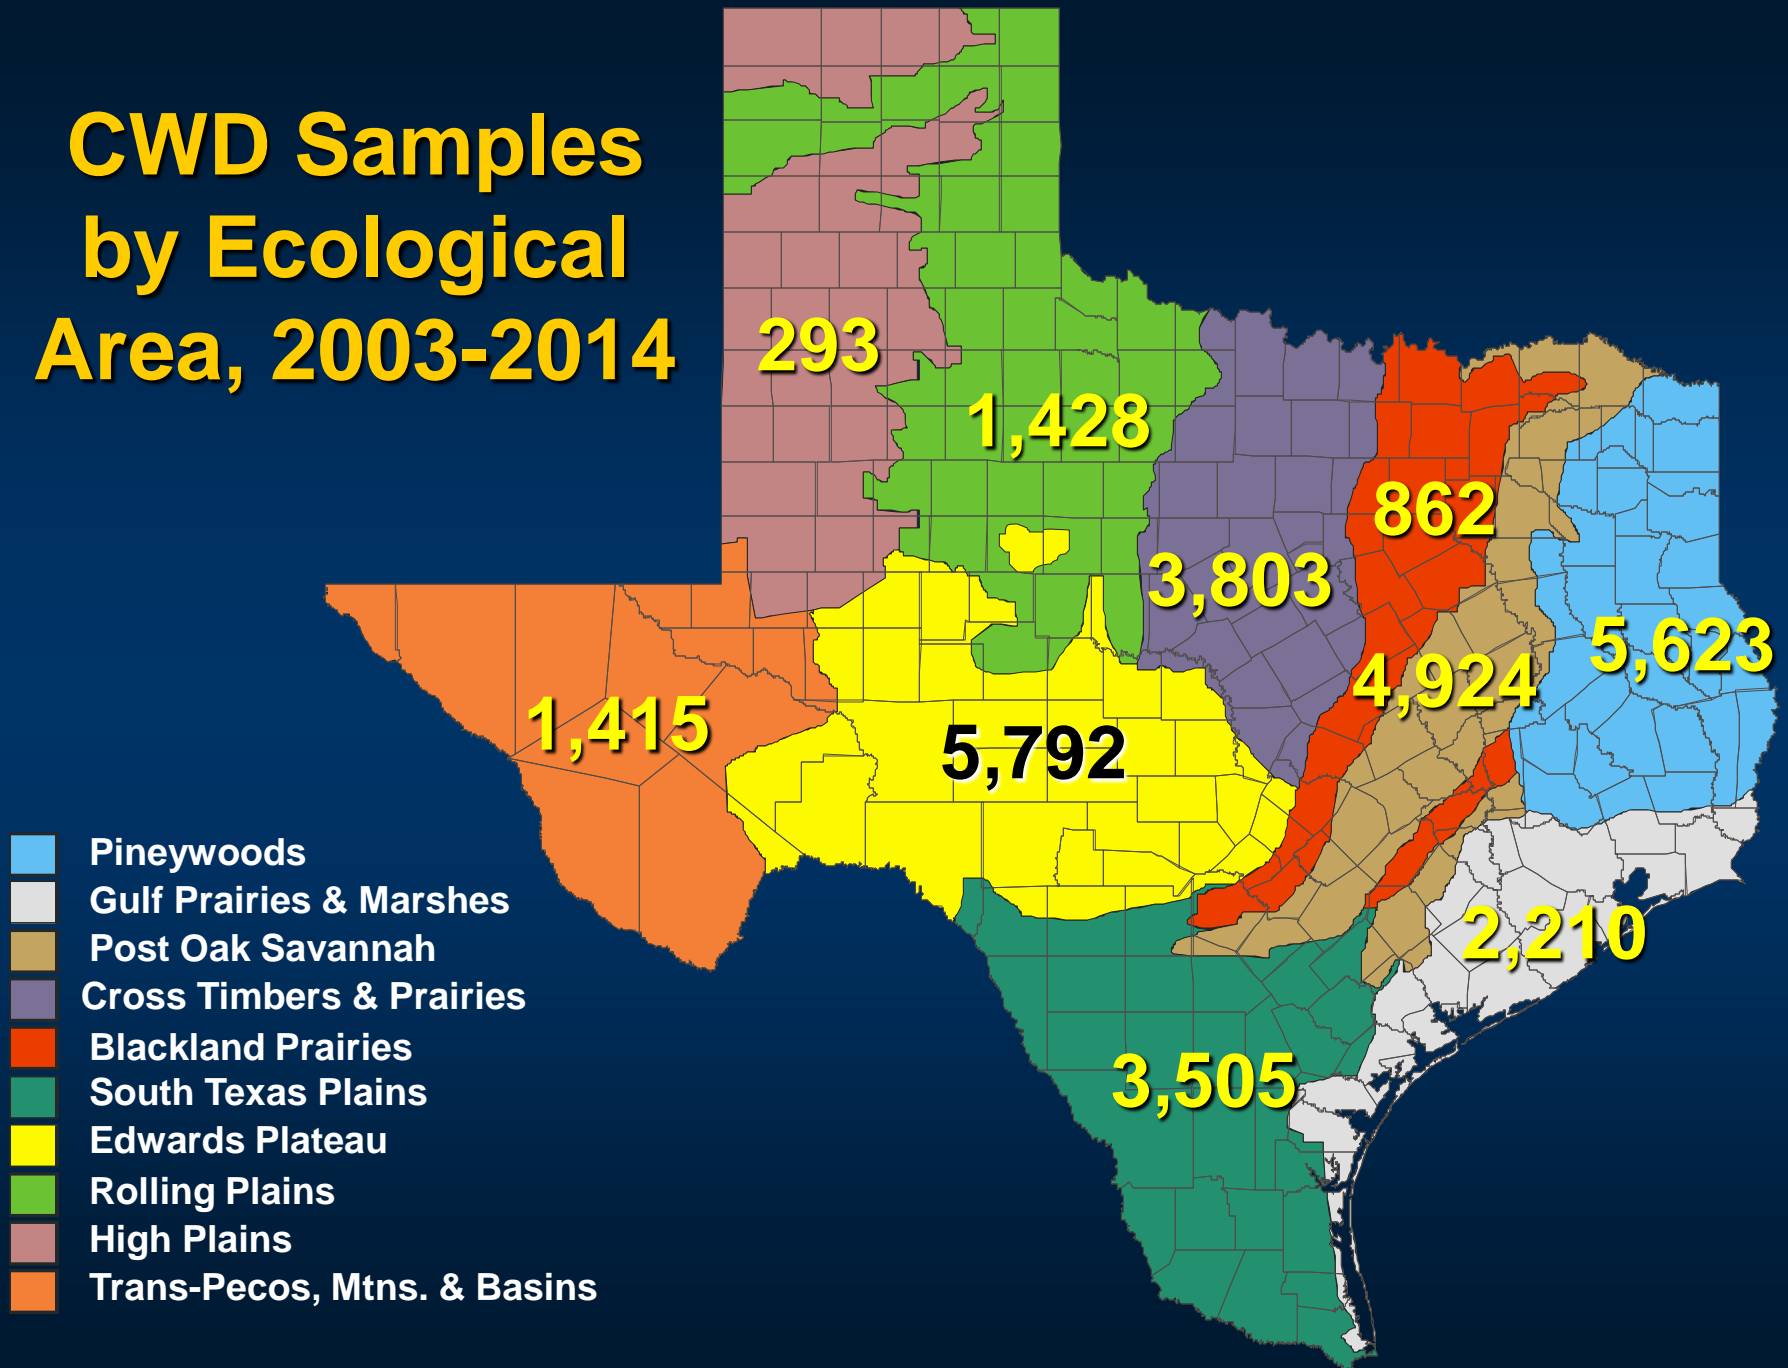 CWD Samples
by Ecological
Area, 2003-2014
293
1,428
862
3,803
5,623
4,924
1,415
5,792
2,210
3,505
Pineywoods
Gulf Prairies & Marshes
Post Oak Savannah
Cross Timbers & Prairies
Blackland Prairies
South Texas Plains
Edwards Plateau
Rolling Plains
High Plains
Trans-Pecos, Mtns. & Basins